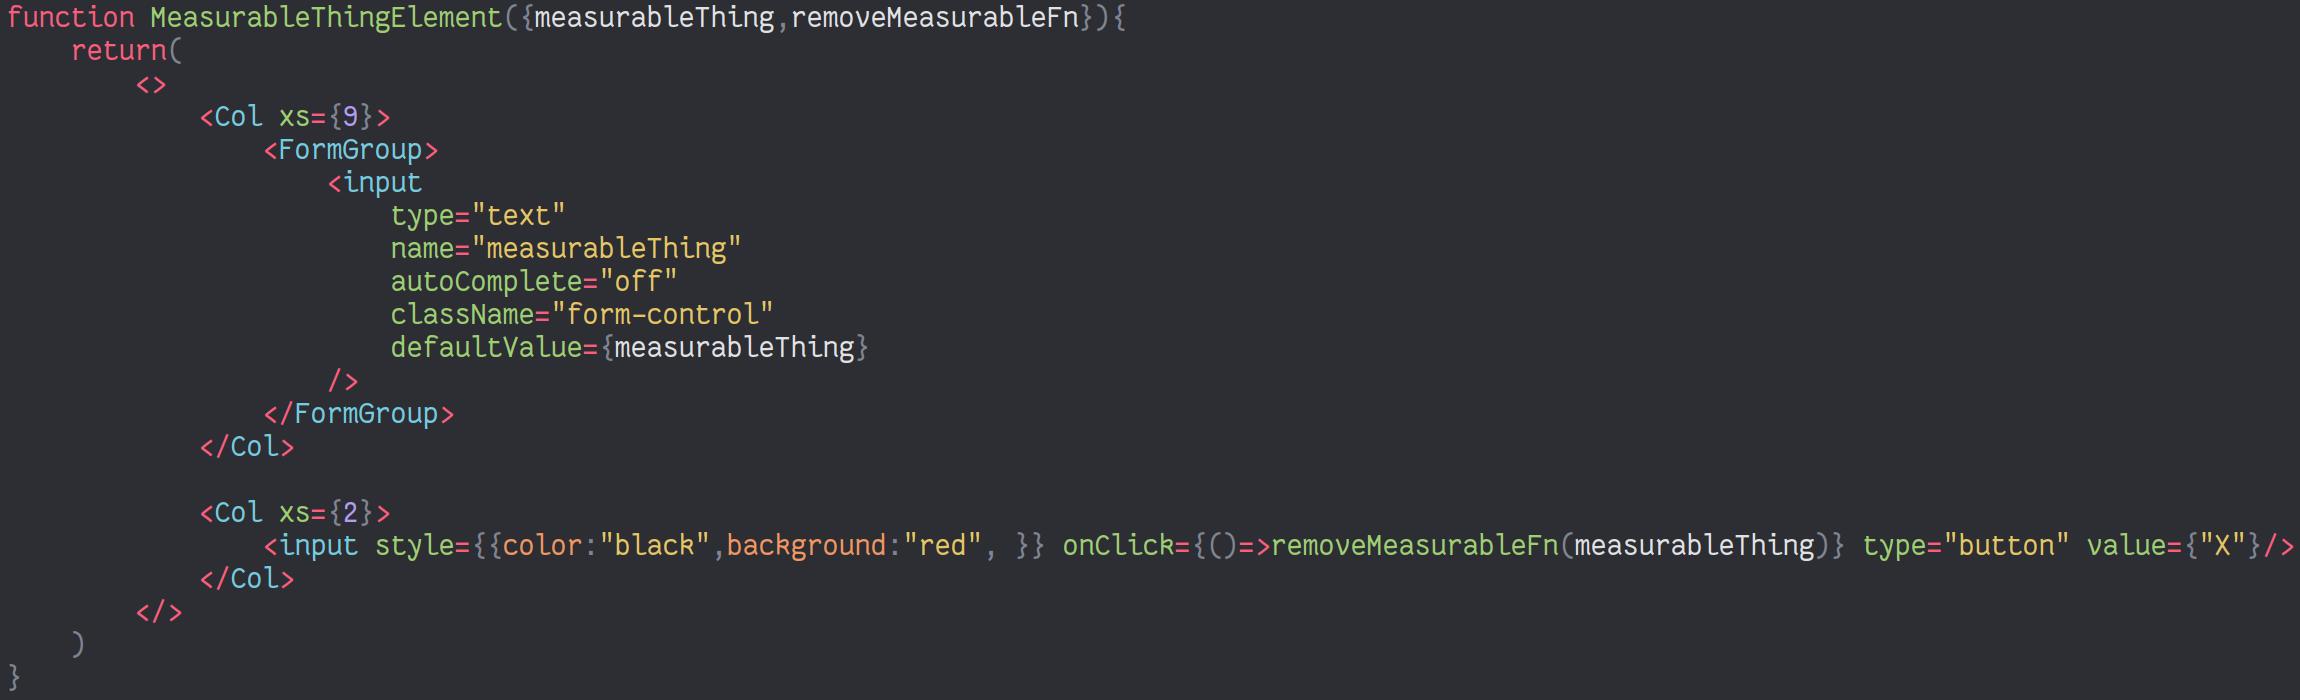 function MeasurableThingElement({measurableThing,removeMeasurableFn}){
    return(
        <>
            <Col xs={9}>
                <FormGroup>
                    <input
                        type="text"
                        name="measurableThing"
                        autoComplete="off"
                        className="form-control"
                        defaultValue={measurableThing}
                    />
                </FormGroup>
            </Col>

            <Col xs={2}>
                <input style={{color:"black",background:"red", }} onClick={()=>removeMeasurableFn(measurableThing)} type="button" value={"X"}/>
            </Col>
        </>
    )
}